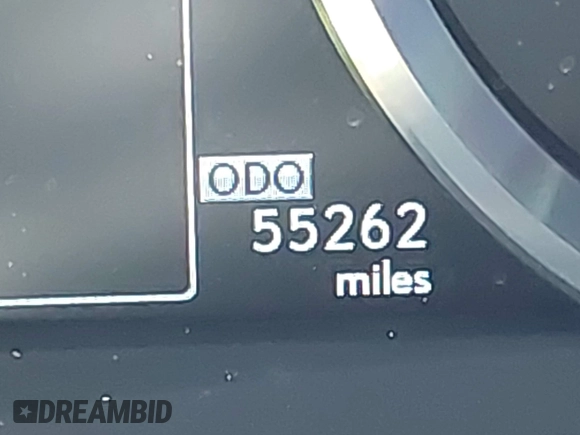 ODO
55262
miles
DREAMBID